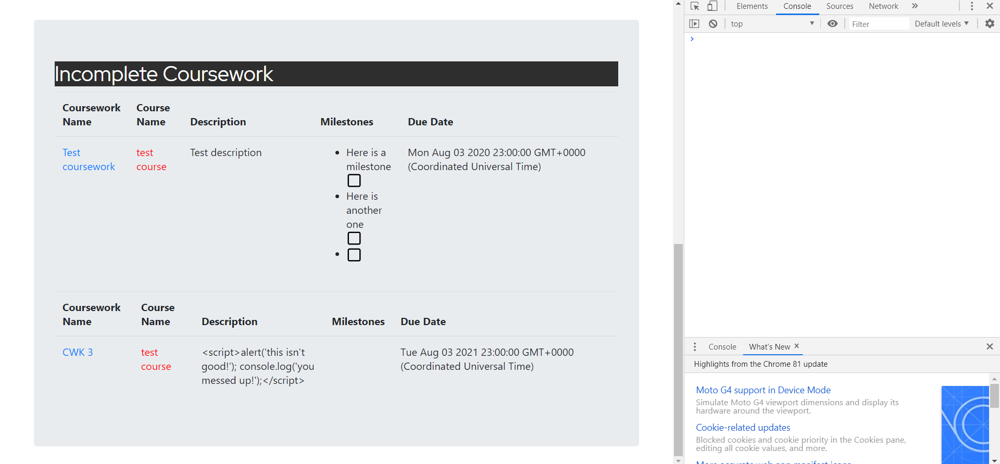 Incomplete Coursework
Coursework Name
Course Name
Description
Milestones
Due Date
Test coursework
test course
Test description
Here is a milestone
Here is another one
Mon Aug 03 2020 23:00:00 GMT+0000
(Coordinated Universal Time)
Coursework Name
Course Name
Description
Milestones
Due Date
CWK 3
test course
<script>alert('this isn't
good!'); console.log('you
messed up!');</script>
Tue Aug 03 2021 23:00:00 GMT+0000
(Coordinated Universal Time)
Elements Console Sources Network
top Filter Default levels
Console What's New
Highlights from the Chrome 81 update
Moto G4 support in Device Mode
Simulate Moto G4 viewport dimensions and display its
hardware around the viewport.
Cookie-related updates
Blocked cookies and cookie priority in the Cookies pane,
editing all cookie values, and more.
More accurate web app manifest icons